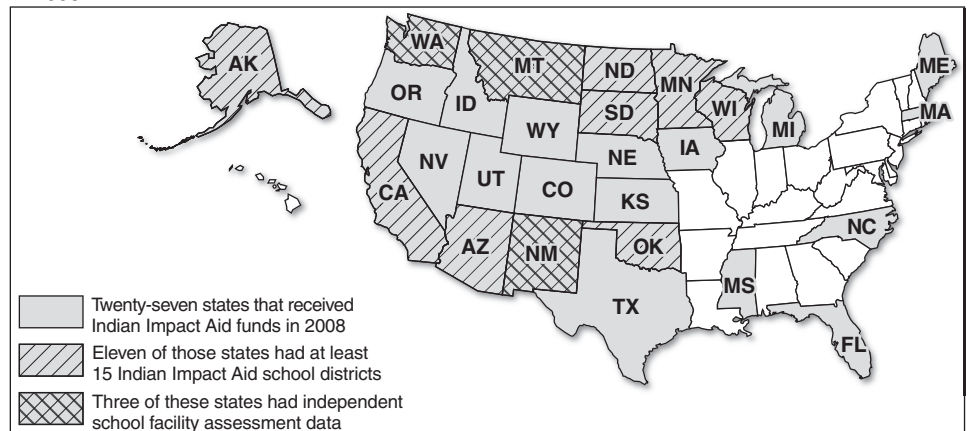 AK
WA
MT
ND
MN
ME
OR
ID
SD
WI
MI
MA
WY
NV
NE
IA
UT
CO
KS
CA
NC
AZ
NM
OK
MS
TX
FL
Twenty-seven states that received
Indian Impact Aid funds in 2008
Eleven of those states had at least
15 Indian Impact Aid school districts
Three of these states had independent
school facility assessment data